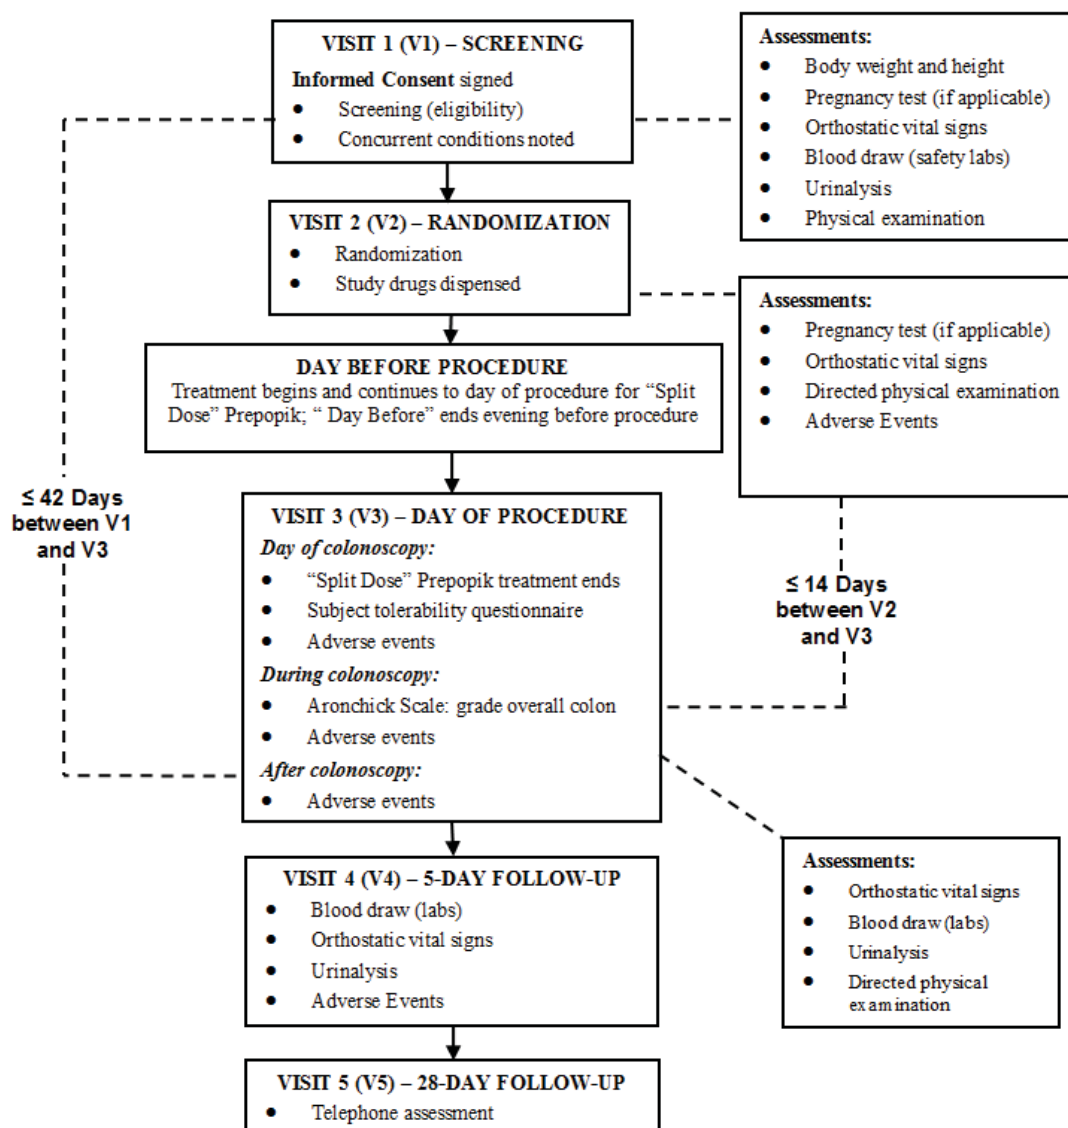 VISIT 1 (V1) – SCREENING
Informed Consent signed
● Screening (eligibility)
● Concurrent conditions noted
Assessments:
● Body weight and height
● Pregnancy test (if applicable)
● Orthostatic vital signs
● Blood draw (safety labs)
● Urinalysis
● Physical examination
VISIT 2 (V2) – RANDOMIZATION
● Randomization
● Study drugs dispensed
Assessments:
● Pregnancy test (if applicable)
● Orthostatic vital signs
● Directed physical examination
● Adverse Events
DAY BEFORE PROCEDURE
Treatment begins and continues to day of procedure for “Split
Dose” Prepopik; “ Day Before” ends evening before procedure
≤ 42 Days
between V1
and V3
VISIT 3 (V3) – DAY OF PROCEDURE
Day of colonoscopy:
● “Split Dose” Prepopik treatment ends
● Subject tolerability questionnaire
● Adverse events
During colonoscopy:
● Aronchick Scale: grade overall colon
● Adverse events
After colonoscopy:
● Adverse events
≤ 14 Days
between V2
and V3
Assessments:
● Orthostatic vital signs
● Blood draw (labs)
● Urinalysis
● Directed physical
examination
VISIT 4 (V4) – 5-DAY FOLLOW-UP
● Blood draw (labs)
● Orthostatic vital signs
● Urinalysis
● Adverse Events
VISIT 5 (V5) – 28-DAY FOLLOW-UP
● Telephone assessment